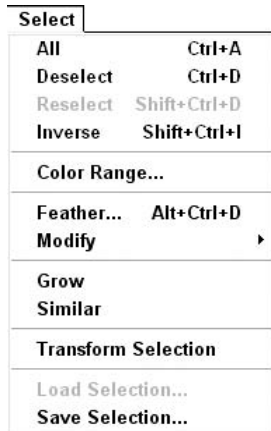 Select
All Ctrl+A
Deselect Ctrl+D
Reselect Shift+Ctrl+D
Inverse Shift+Ctrl+I
Color Range...
Feather... Alt+Ctrl+D
Modify
Grow
Similar
Transform Selection
Load Selection...
Save Selection...